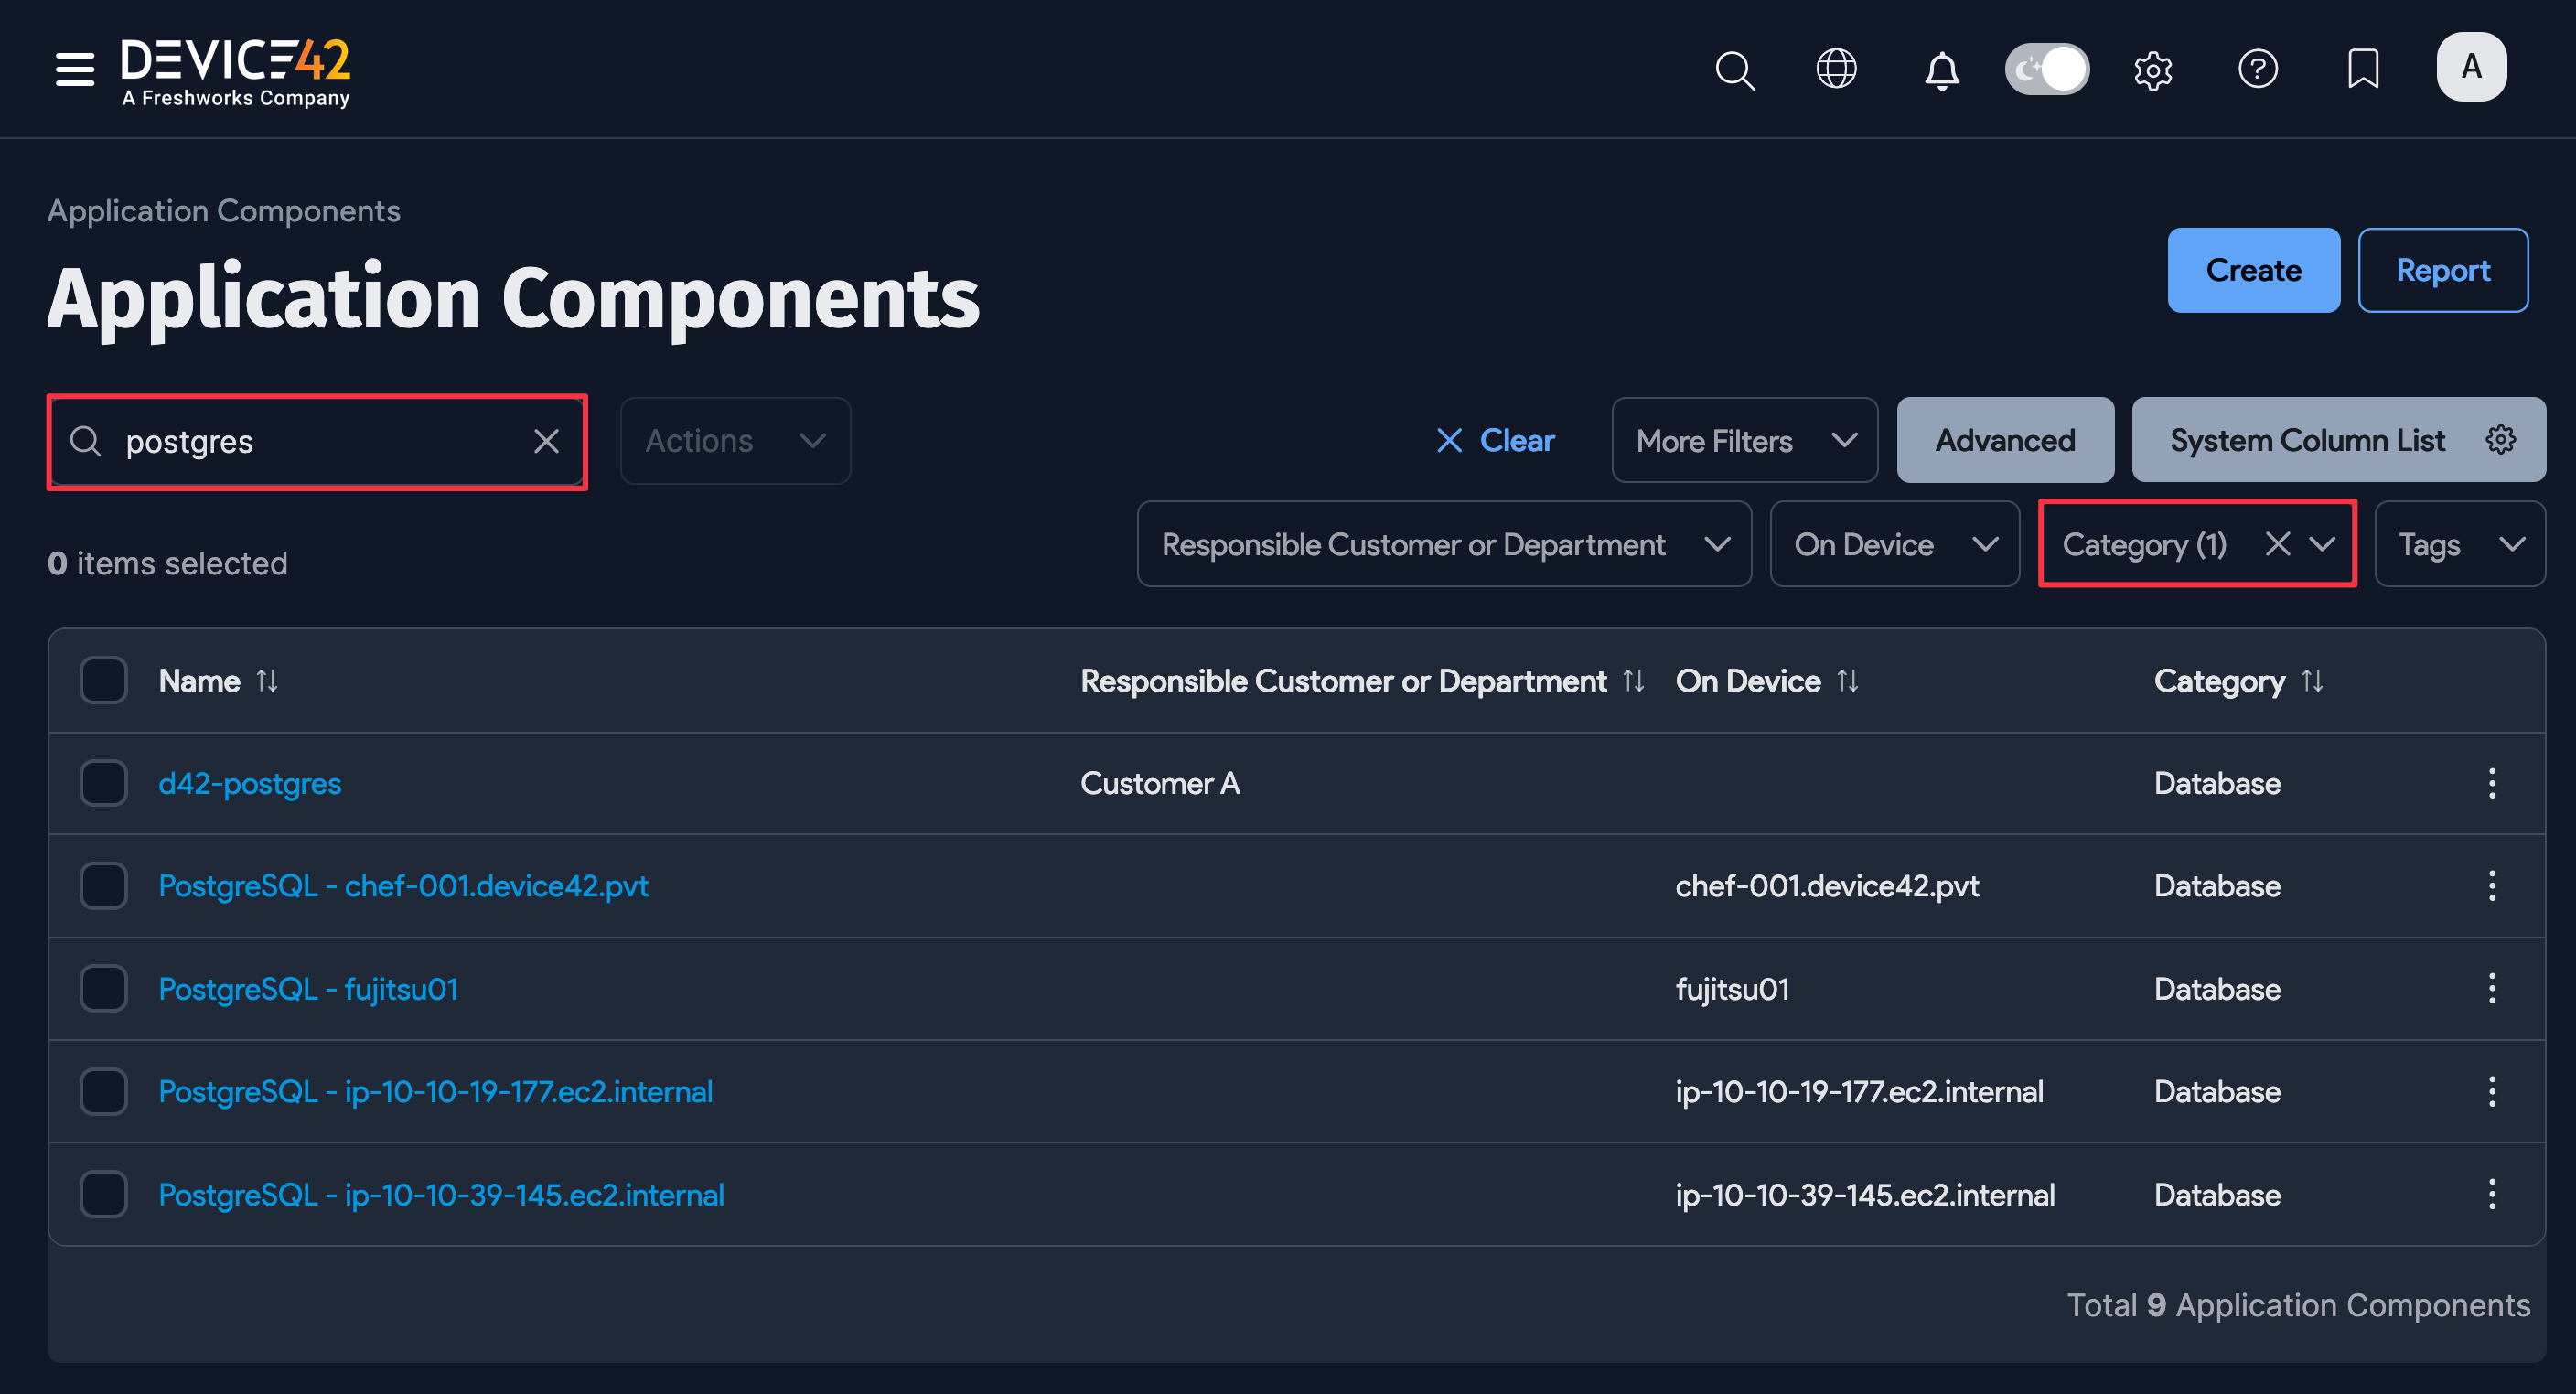 DEVICE42
A Freshworks Company
A
Application Components
Application Components
Create
Report
postgres
Actions
Clear
More Filters
Advanced
System Column List
0 items selected
Responsible Customer or Department
On Device
Category (1)
Tags
Name Responsible Customer or Department On Device Category
d42-postgres Customer A Database
PostgreSQL - chef-001.device42.pvt chef-001.device42.pvt Database
PostgreSQL - fujitsu01 fujitsu01 Database
PostgreSQL - ip-10-10-19-177.ec2.internal ip-10-10-19-177.ec2.internal Database
PostgreSQL - ip-10-10-39-145.ec2.internal ip-10-10-39-145.ec2.internal Database
Total 9 Application Components